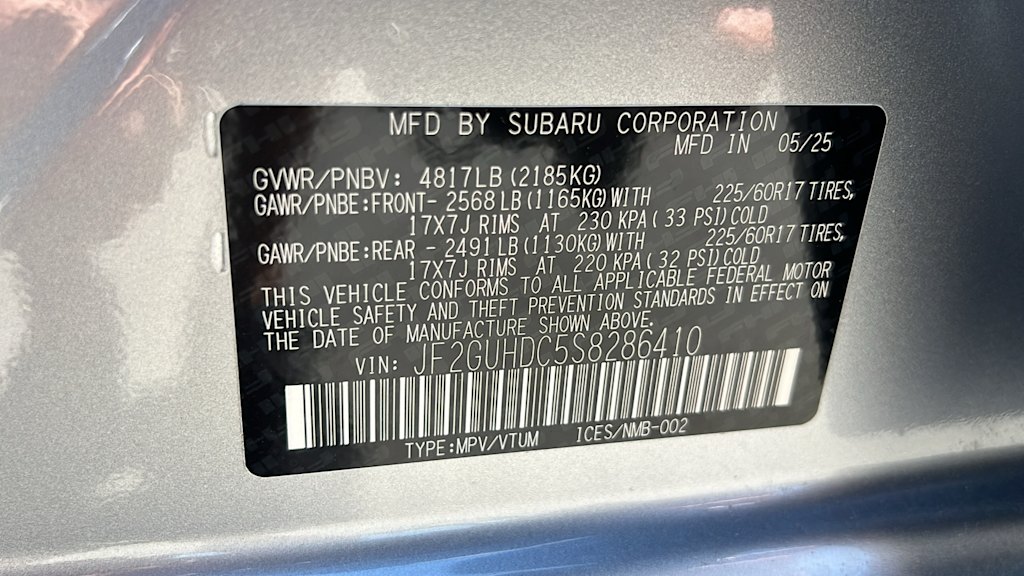 MFD BY SUBARU CORPORATION
MFD IN 05/25
GVWR/PNBV: 4817LB (2185KG)
GAWR/PNBE:FRONT- 2568 LB (1165KG) WITH 225/60R17 TIRES,
17X7J RIMS AT 230 KPA ( 33 PSI) COLD
GAWR/PNBE:REAR - 2491 LB (1130KG) WITH 225/60R17 TIRES,
17X7J RIMS AT 220 KPA ( 32 PSI) COLD
THIS VEHICLE CONFORMS TO ALL APPLICABLE FEDERAL MOTOR
VEHICLE SAFETY AND THEFT PREVENTION STANDARDS IN EFFECT ON
THE DATE OF MANUFACTURE SHOWN ABOVE.
VIN: JF2GUHDC5S8286410
TYPE:MPV/VTUM ICES/NMB-002